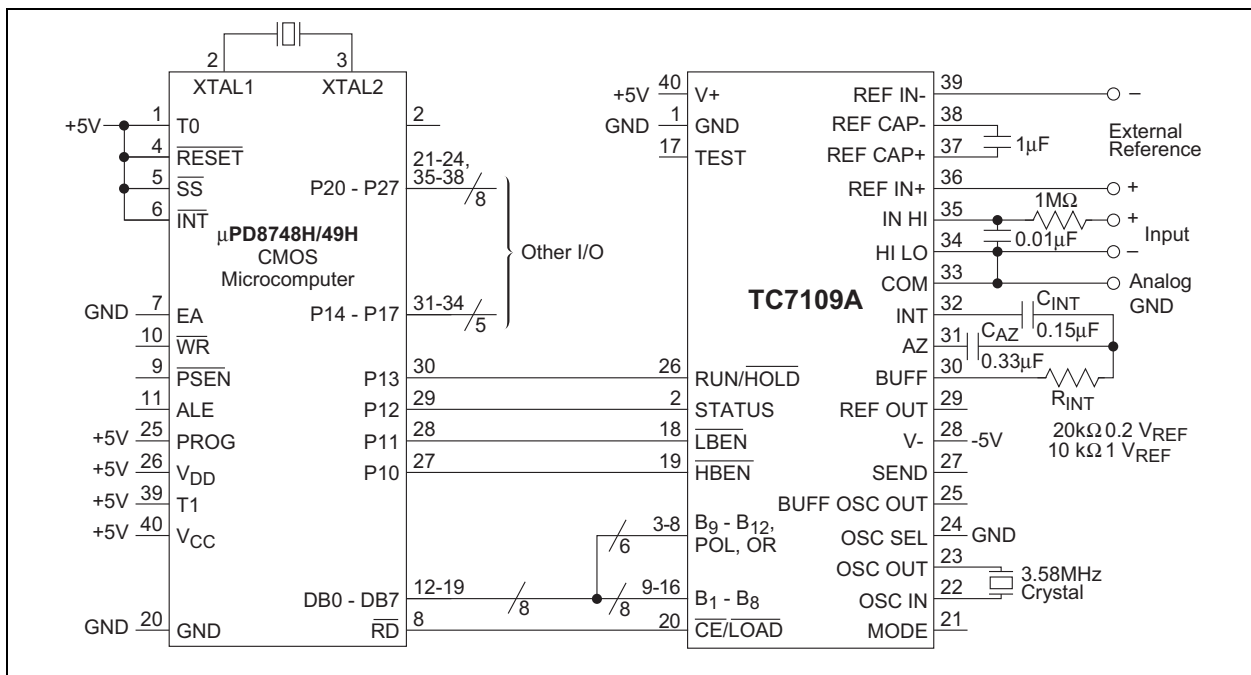 2
3
XTAL1
XTAL2
+5V
1
T0
2
4
RESET
5
SS
6
INT
21-24,
35-38
P20 - P27
8
µPD8748H/49H
CMOS
Microcomputer
Other I/O
GND
7
EA
P14 - P17
31-34
5
10
WR
9
PSEN
P13
30
11
ALE
P12
29
+5V
25
PROG
P11
28
+5V
26
VDD
P10
27
+5V
39
T1
+5V
40
VCC
DB0 - DB7
12-19
8
6
8
GND
20
GND
RD
8
TC7109A
+5V
40
V+
GND
1
GND
17
TEST
26
RUN/HOLD
2
STATUS
18
LBEN
19
HBEN
3-8
B9 - B12,
POL, OR
9-16
B1 - B8
20
CE/LOAD
REF IN-
39
–
REF CAP-
38
External
Reference
1µF
REF CAP+
37
REF IN+
36
+
1MΩ
IN HI
35
+
Input
0.01µF
HI LO
34
–
COM
33
Analog
GND
INT
32
CINT
0.15µF
AZ
31
CAZ
0.33µF
BUFF
30
RINT
REF OUT
29
20kΩ 0.2 VREF
10 kΩ 1 VREF
V-
28
-5V
SEND
27
BUFF OSC OUT
25
OSC SEL
24
GND
OSC OUT
23
3.58MHz
Crystal
OSC IN
22
MODE
21